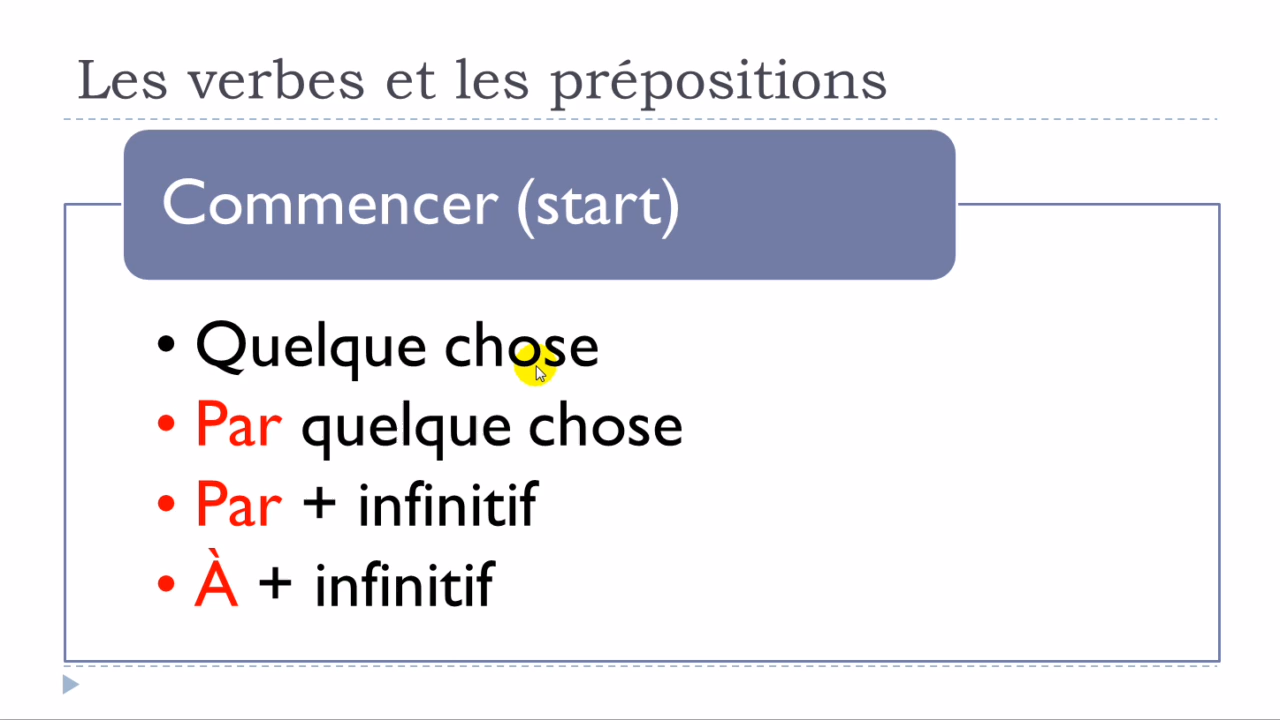 Les verbes et les prépositions
Commencer (start)
• Quelque chose
• Par quelque chose
• Par + infinitif
• À + infinitif